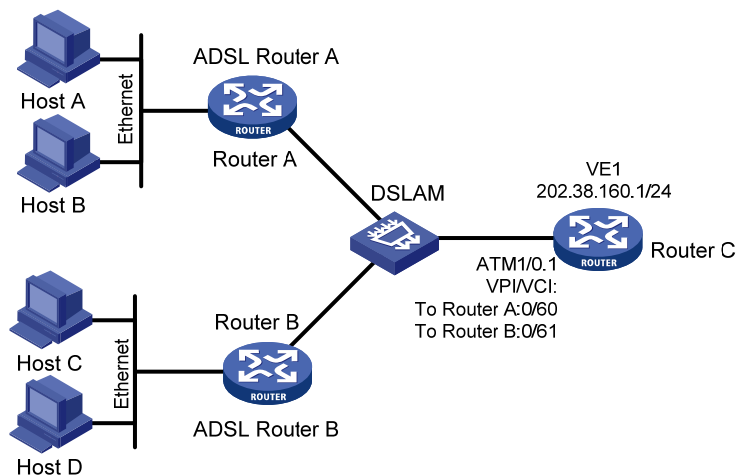 ADSL Router A
ROUTER
Router A
Host A
Ethernet
Host B
DSLAM
VE1
202.38.160.1/24
ROUTER
Router C
ATM1/0.1
VPI/VCI:
To Router A:0/60
To Router B:0/61
Router B
ROUTER
ADSL Router B
Host C
Ethernet
Host D